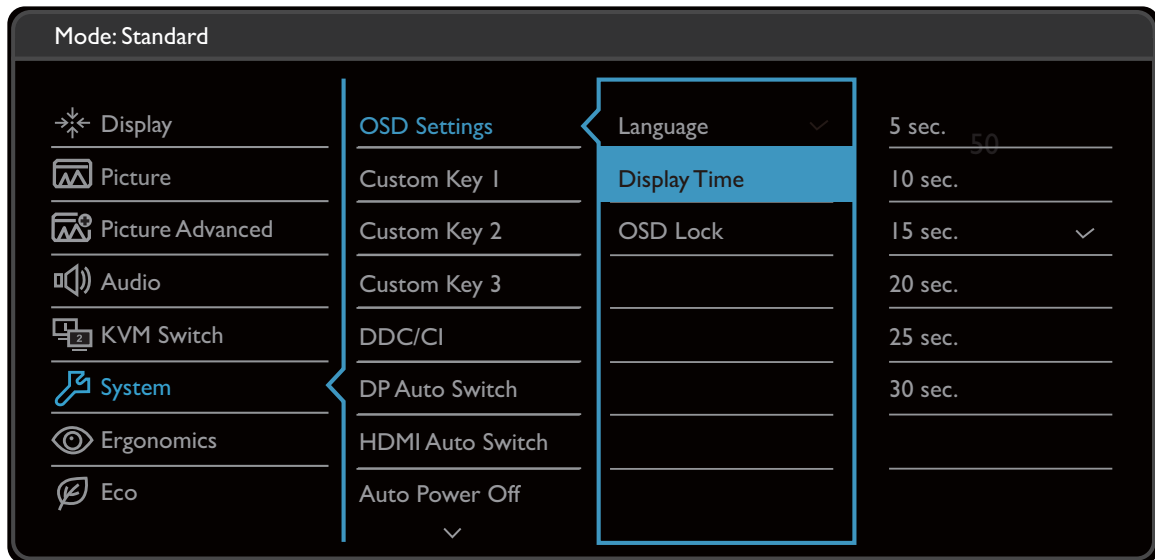 Mode: Standard
Display
Picture
Picture Advanced
Audio
KVM Switch
System
Ergonomics
Eco
OSD Settings
Custom Key 1
Custom Key 2
Custom Key 3
DDC/CI
DP Auto Switch
HDMI Auto Switch
Auto Power Off
Language
Display Time
OSD Lock
5 sec.
50
10 sec.
15 sec.
20 sec.
25 sec.
30 sec.